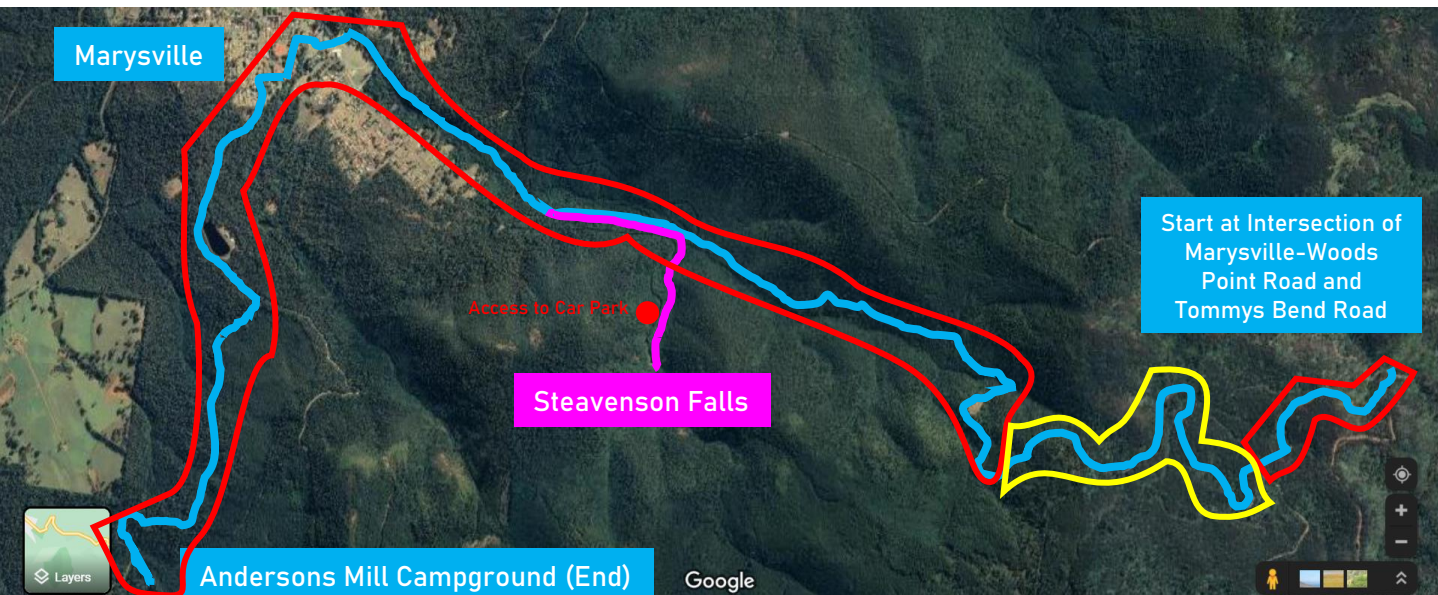 Marysville
Start at Intersection of
Marysville-Woods
Point Road and
Tommys Bend Road
Access to Car Park
Steavenson Falls
Andersons Mill Campground (End)
Layers
Google